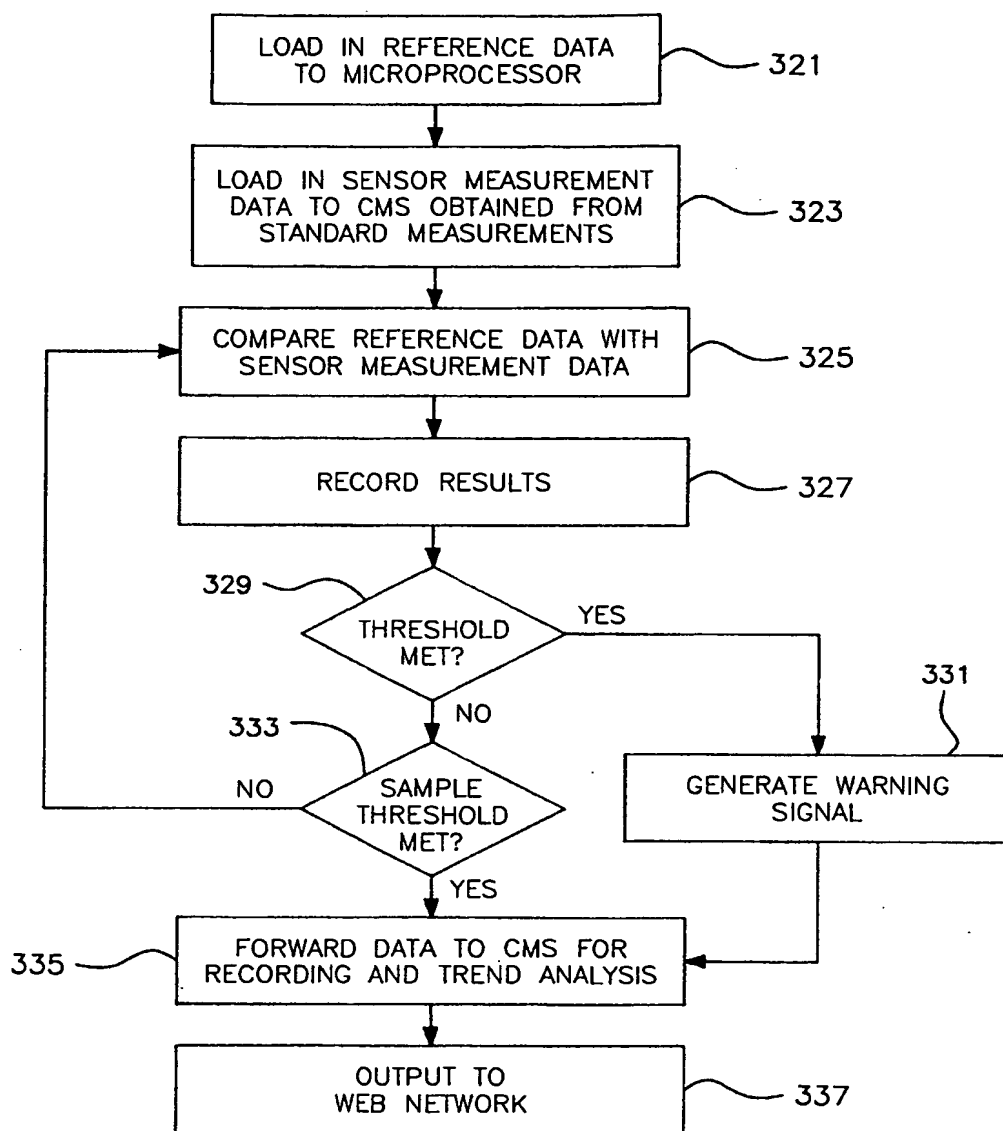 LOAD IN REFERENCE DATA
TO MICROPROCESSOR
321
LOAD IN SENSOR MEASUREMENT
DATA TO CMS OBTAINED FROM
STANDARD MEASUREMENTS
323
COMPARE REFERENCE DATA WITH
SENSOR MEASUREMENT DATA
325
RECORD RESULTS
327
329
THRESHOLD
MET?
YES
NO
331
GENERATE WARNING
SIGNAL
333
SAMPLE
THRESHOLD
MET?
NO
YES
335
FORWARD DATA TO CMS FOR
RECORDING AND TREND ANALYSIS
OUTPUT TO
WEB NETWORK
337